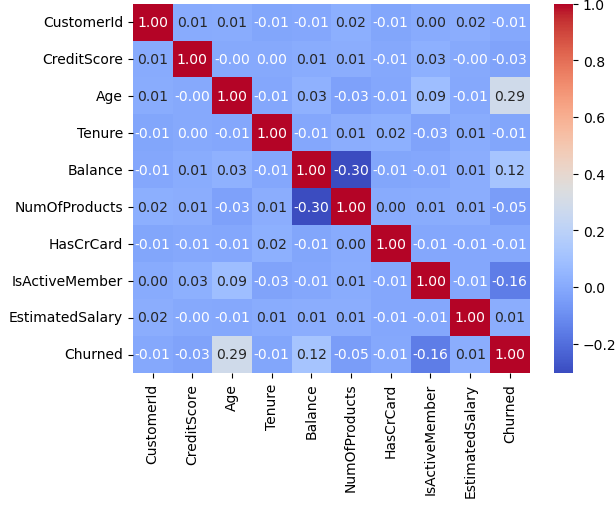 CustomerId 1.00 0.01 0.01 -0.01 -0.01 0.02 -0.01 0.00 0.02 -0.01
CreditScore 0.01 1.00 -0.00 0.00 0.01 0.01 -0.01 0.03 -0.00 -0.03
Age 0.01 -0.00 1.00 -0.01 0.03 -0.03 -0.01 0.09 -0.01 0.29
Tenure -0.01 0.00 -0.01 1.00 -0.01 0.01 0.02 -0.03 0.01 -0.01
Balance -0.01 0.01 0.03 -0.01 1.00 -0.30 -0.01 -0.01 0.01 0.12
NumOfProducts 0.02 0.01 -0.03 0.01 -0.30 1.00 0.00 0.01 0.01 -0.05
HasCrCard -0.01 -0.01 -0.01 0.02 -0.01 0.00 1.00 -0.01 -0.01 -0.01
IsActiveMember 0.00 0.03 0.09 -0.03 -0.01 0.01 -0.01 1.00 -0.01 -0.16
EstimatedSalary 0.02 -0.00 -0.01 0.01 0.01 0.01 -0.01 -0.01 1.00 0.01
Churned -0.01 -0.03 0.29 -0.01 0.12 -0.05 -0.01 -0.16 0.01 1.00
CustomerId
CreditScore
Age
Tenure
Balance
NumOfProducts
HasCrCard
IsActiveMember
EstimatedSalary
Churned
1.0
0.8
0.6
0.4
0.2
0.0
−0.2